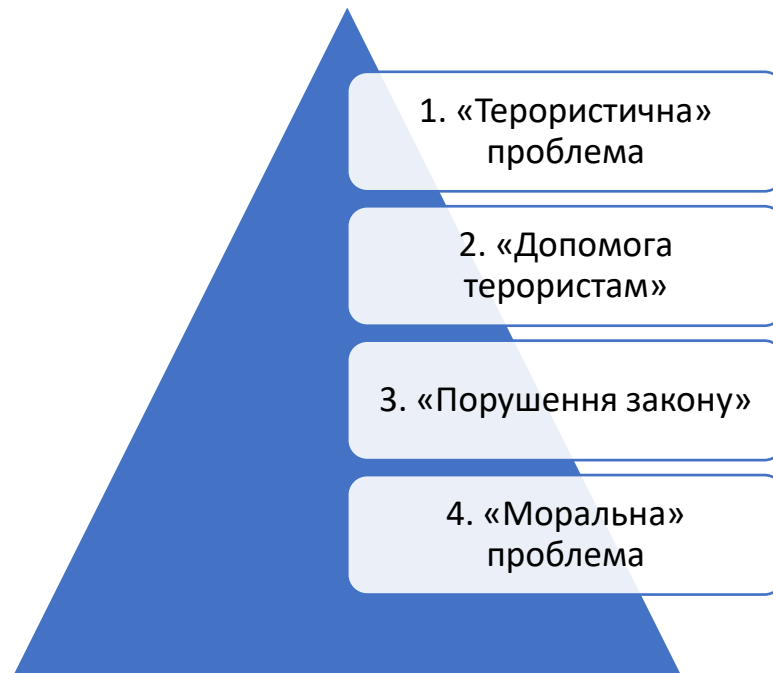 1. «Терористична»
проблема
2. «Допомога
терористам»
3. «Порушення закону»
4. «Моральна»
проблема